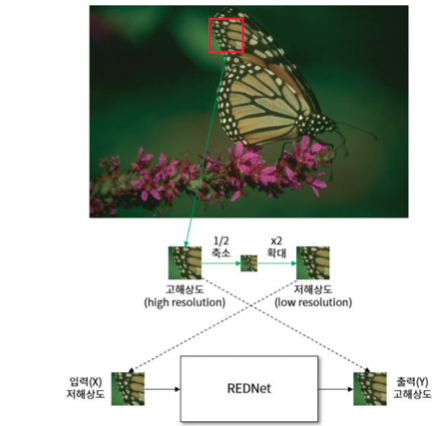 1/2
축소
x2
확대
고해상도
(high resolution)
저해상도
(low resolution)
입력(X)
저해상도
REDNet
출력(Y)
고해상도